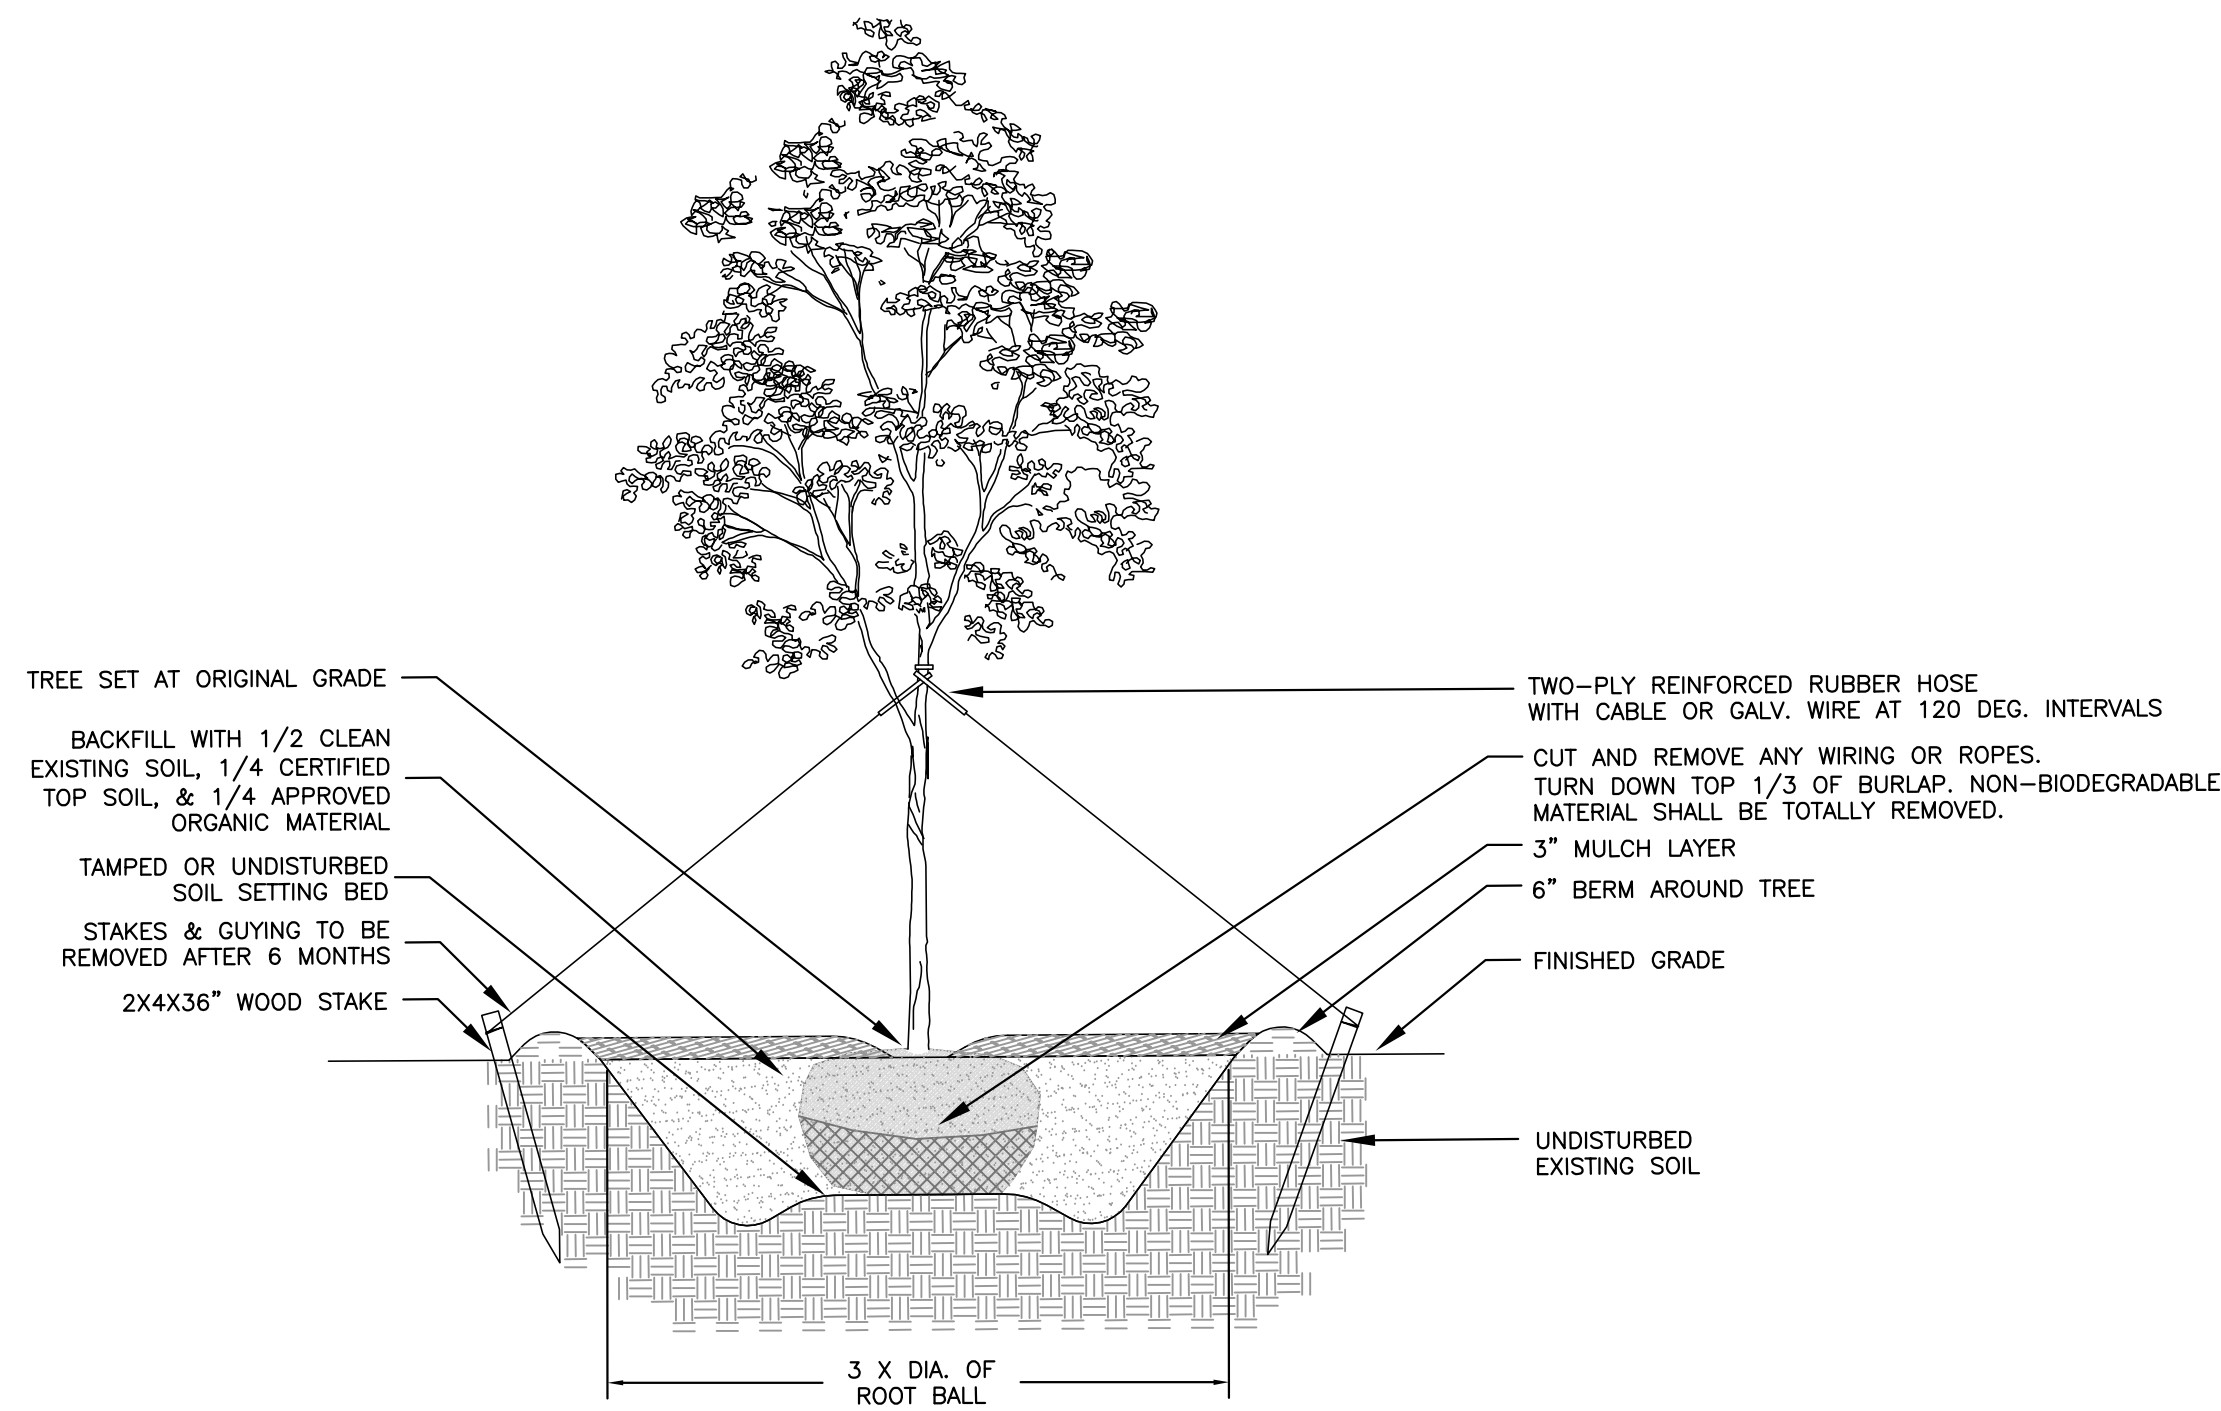 TREE SET AT ORIGINAL GRADE
BACKFILL WITH 1/2 CLEAN
EXISTING SOIL, 1/4 CERTIFIED
TOP SOIL, & 1/4 APPROVED
ORGANIC MATERIAL
TAMPED OR UNDISTURBED
SOIL SETTING BED
STAKES & GUYING TO BE
REMOVED AFTER 6 MONTHS
2X4X36" WOOD STAKE
TWO-PLY REINFORCED RUBBER HOSE
WITH CABLE OR GALV. WIRE AT 120 DEG. INTERVALS
CUT AND REMOVE ANY WIRING OR ROPES.
TURN DOWN TOP 1/3 OF BURLAP. NON-BIODEGRADABLE
MATERIAL SHALL BE TOTALLY REMOVED.
3" MULCH LAYER
6" BERM AROUND TREE
FINISHED GRADE
UNDISTURBED
EXISTING SOIL
3 X DIA. OF
ROOT BALL